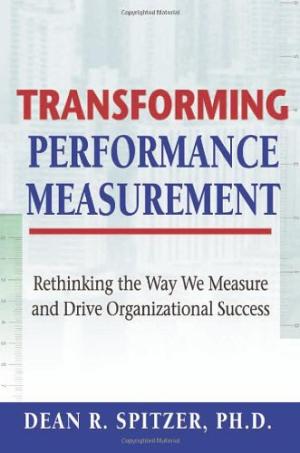 TRANSFORMING
PERFORMANCE
MEASUREMENT
Rethinking the Way We Measure
and Drive Organizational Success
DEAN R. SPITZER, PH.D.